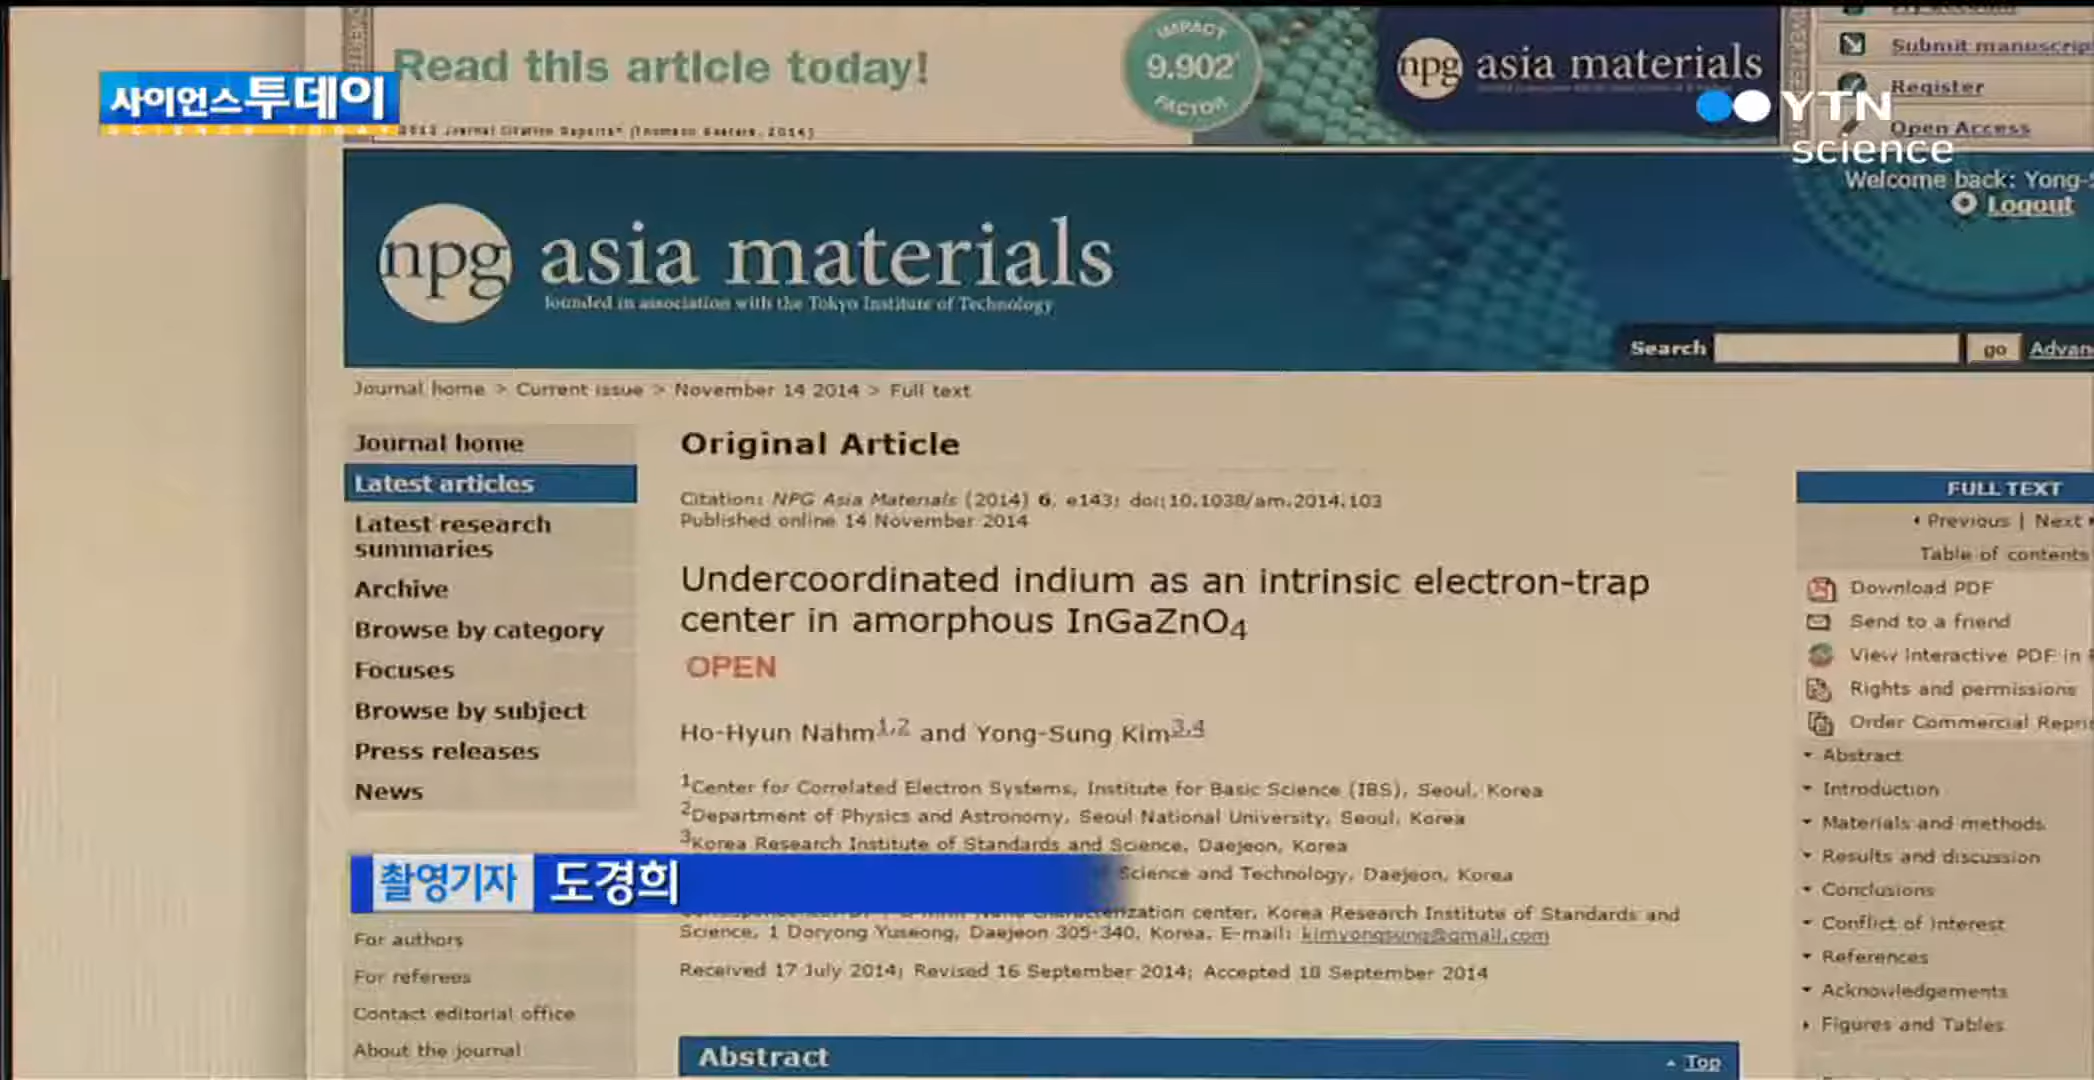 Read this article today!
IMPACT
9.902
FACTOR
npg asia materials
Submit manuscrip
Register
Open Access
사이언스투데이
SCIENCE TODAY
YTN
science
Welcome back: Yong-S
Logout
npg asia materials
founded in association with the Tokyo Institute of Technology
Search
go
Advan
Journal home > Current issue > November 14 2014 > Full text
Journal home
Latest articles
Latest research
summaries
Archive
Browse by category
Focuses
Browse by subject
Press releases
News
For authors
For referees
Contact editorial office
About the journal
Original Article
Citation: NPG Asia Materials (2014) 6, e143; doi:10.1038/am.2014.103
Published online 14 November 2014
Undercoordinated indium as an intrinsic electron-trap
center in amorphous InGaZnO4
OPEN
Ho-Hyun Nahm1,2 and Yong-Sung Kim3,4
1Center for Correlated Electron Systems, Institute for Basic Science (IBS), Seoul, Korea
2Department of Physics and Astronomy, Seoul National University, Seoul, Korea
3Korea Research Institute of Standards and Science, Daejeon, Korea
Science and Technology, Daejeon, Korea
촬영기자 도경희
center, Korea Research Institute of Standards and
Science, 1 Doryong Yuseong, Daejeon 305-340, Korea. E-mail: kimyongsung@gmail.com
Received 17 July 2014; Revised 16 September 2014; Accepted 18 September 2014
Abstract
Top
FULL TEXT
Previous | Next
Table of contents
Download PDF
Send to a friend
View interactive PDF in
Rights and permissions
Order Commercial Repri
Abstract
Introduction
Materials and methods
Results and discussion
Conclusions
Conflict of interest
References
Acknowledgements
Figures and Tables